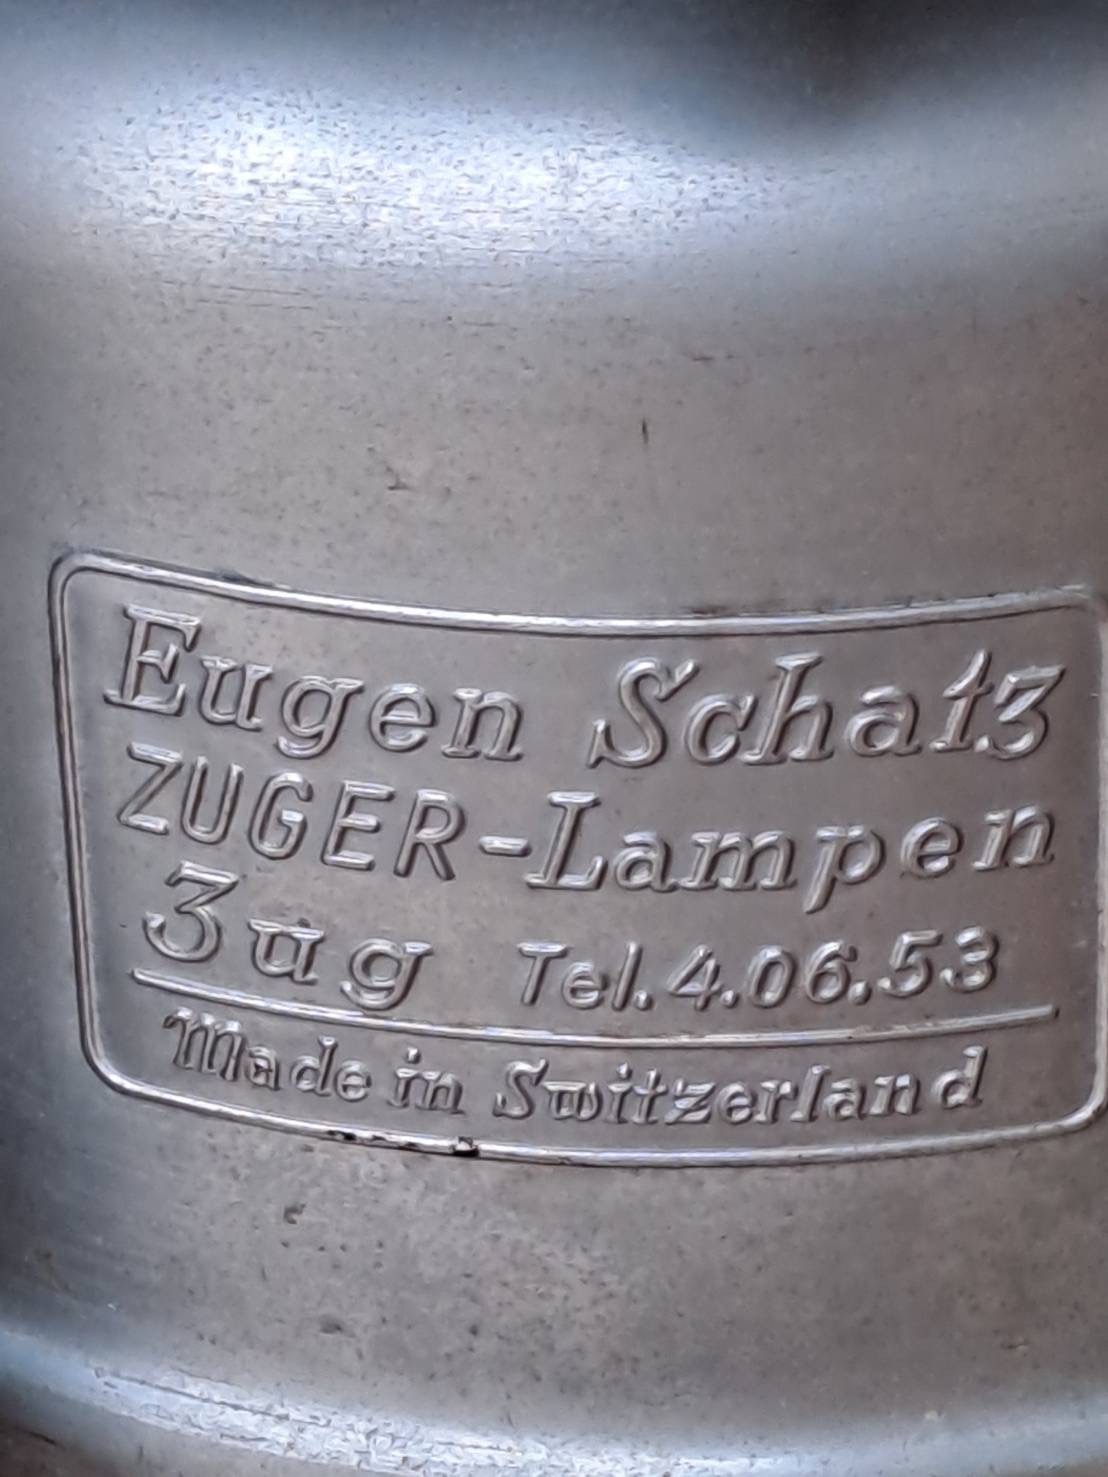 Eugen Schatz
ZUGER-Lampen
Zug Tel.4.06.53
Made in Switzerland